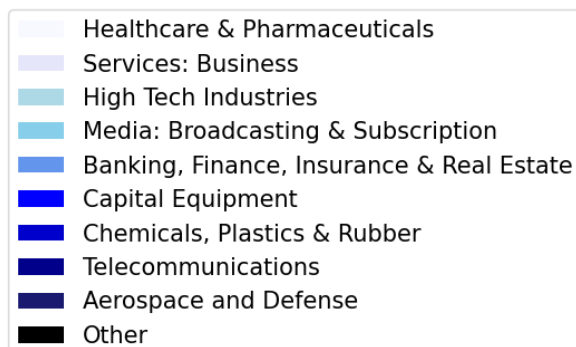 Healthcare & Pharmaceuticals
Services: Business
High Tech Industries
Media: Broadcasting & Subscription
Banking, Finance, Insurance & Real Estate
Capital Equipment
Chemicals, Plastics & Rubber
Telecommunications
Aerospace and Defense
Other